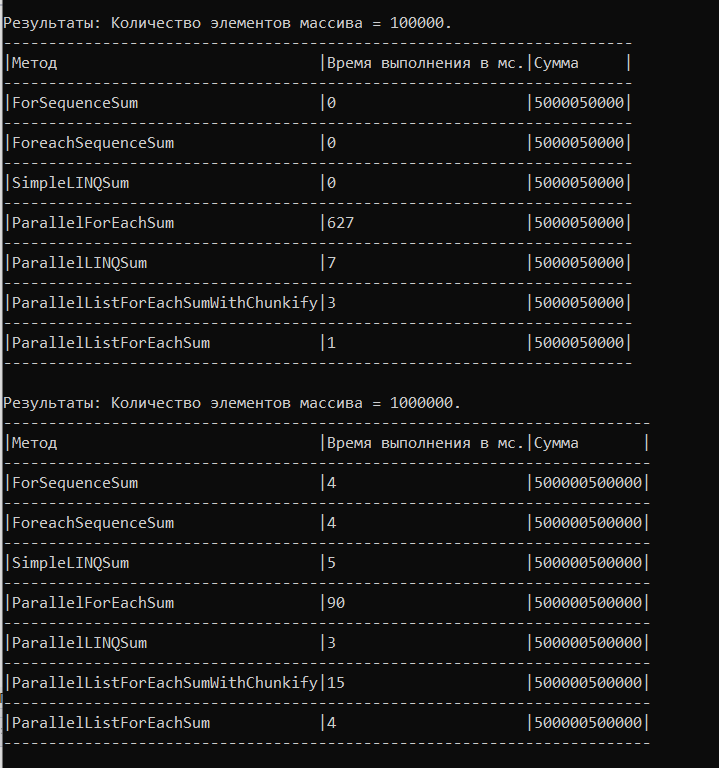 Результаты: Количество элементов массива = 100000.
----------------------------------------------------------------------
|Метод                             |Время выполнения в мс.|Сумма     |
----------------------------------------------------------------------
|ForSequenceSum                    |0                     |5000050000|
----------------------------------------------------------------------
|ForeachSequenceSum                |0                     |5000050000|
----------------------------------------------------------------------
|SimpleLINQSum                     |0                     |5000050000|
----------------------------------------------------------------------
|ParallelForEachSum                |627                   |5000050000|
----------------------------------------------------------------------
|ParallelLINQSum                   |7                     |5000050000|
----------------------------------------------------------------------
|ParallelListForEachSumWithChunkify|3                     |5000050000|
----------------------------------------------------------------------
|ParallelListForEachSum            |1                     |5000050000|
----------------------------------------------------------------------
Результаты: Количество элементов массива = 1000000.
------------------------------------------------------------------------
|Метод                             |Время выполнения в мс.|Сумма       |
------------------------------------------------------------------------
|ForSequenceSum                    |4                     |500000500000|
------------------------------------------------------------------------
|ForeachSequenceSum                |4                     |500000500000|
------------------------------------------------------------------------
|SimpleLINQSum                     |5                     |500000500000|
------------------------------------------------------------------------
|ParallelForEachSum                |90                    |500000500000|
------------------------------------------------------------------------
|ParallelLINQSum                   |3                     |500000500000|
------------------------------------------------------------------------
|ParallelListForEachSumWithChunkify|15                    |500000500000|
------------------------------------------------------------------------
|ParallelListForEachSum            |4                     |500000500000|
------------------------------------------------------------------------